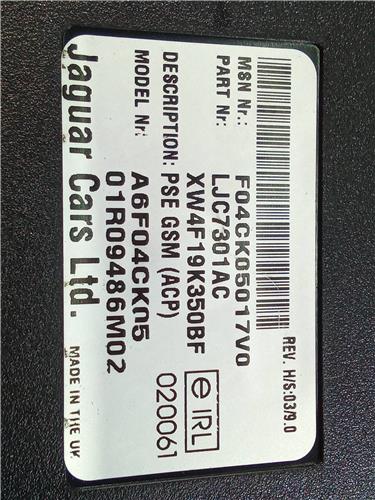 REV. H/S:03/9.0
MSN Nr.: F04CK05017V0
PART Nr.: LJC7301AC
XW4F19K350BF
DESCRIPTION: PSE GSM (ACP)
MODEL Nr: A6F04CK05
01R09486M02
e IRL
020061
Jaguar Cars Ltd. MADE IN THE UK